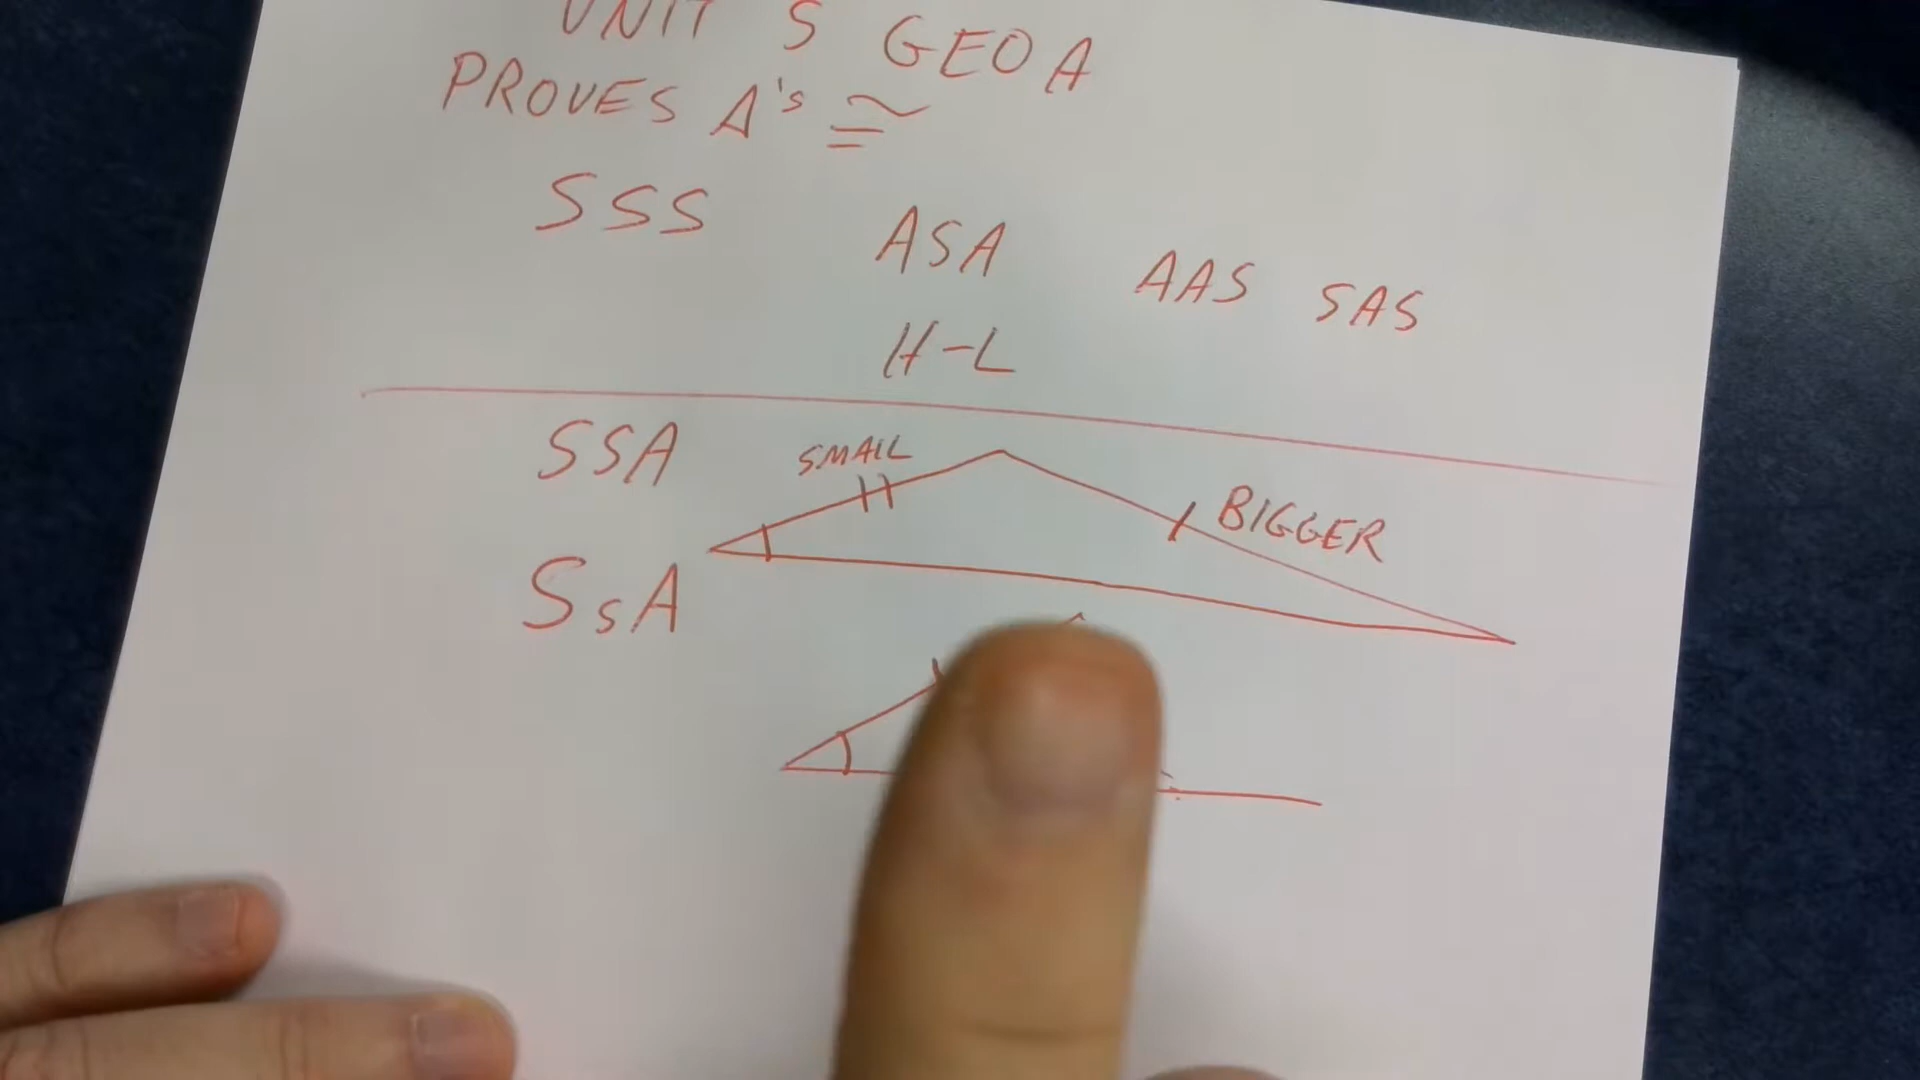 UNIT 5 GEO A
PROVES A's ≅
SSS ASA AAS SAS
H-L
SSA SMALL BIGGER
SsA